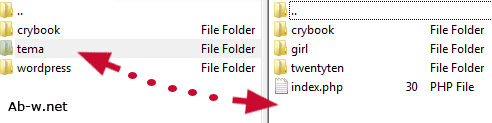 ..
crybook File Folder
tema File Folder
wordpress File Folder
Ab-w.net
..
crybook File Folder
girl File Folder
twentyten File Folder
index.php 30 PHP File